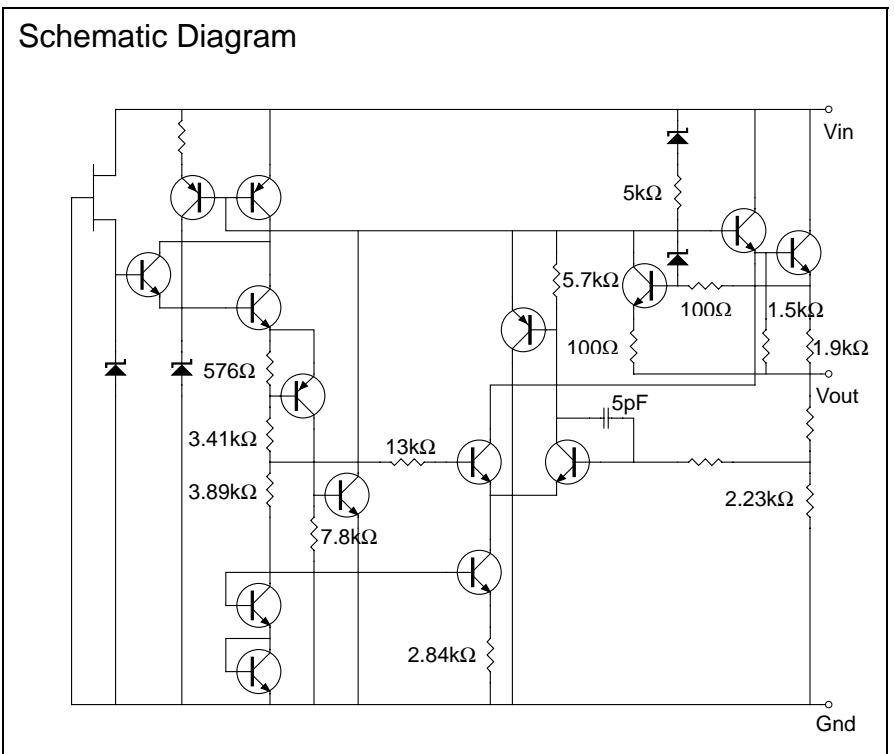 Schematic Diagram
Vin
5kΩ
5.7kΩ
100Ω
1.5kΩ
100Ω
1.9kΩ
576Ω
Vout
5pF
3.41kΩ
13kΩ
3.89kΩ
2.23kΩ
7.8kΩ
2.84kΩ
Gnd